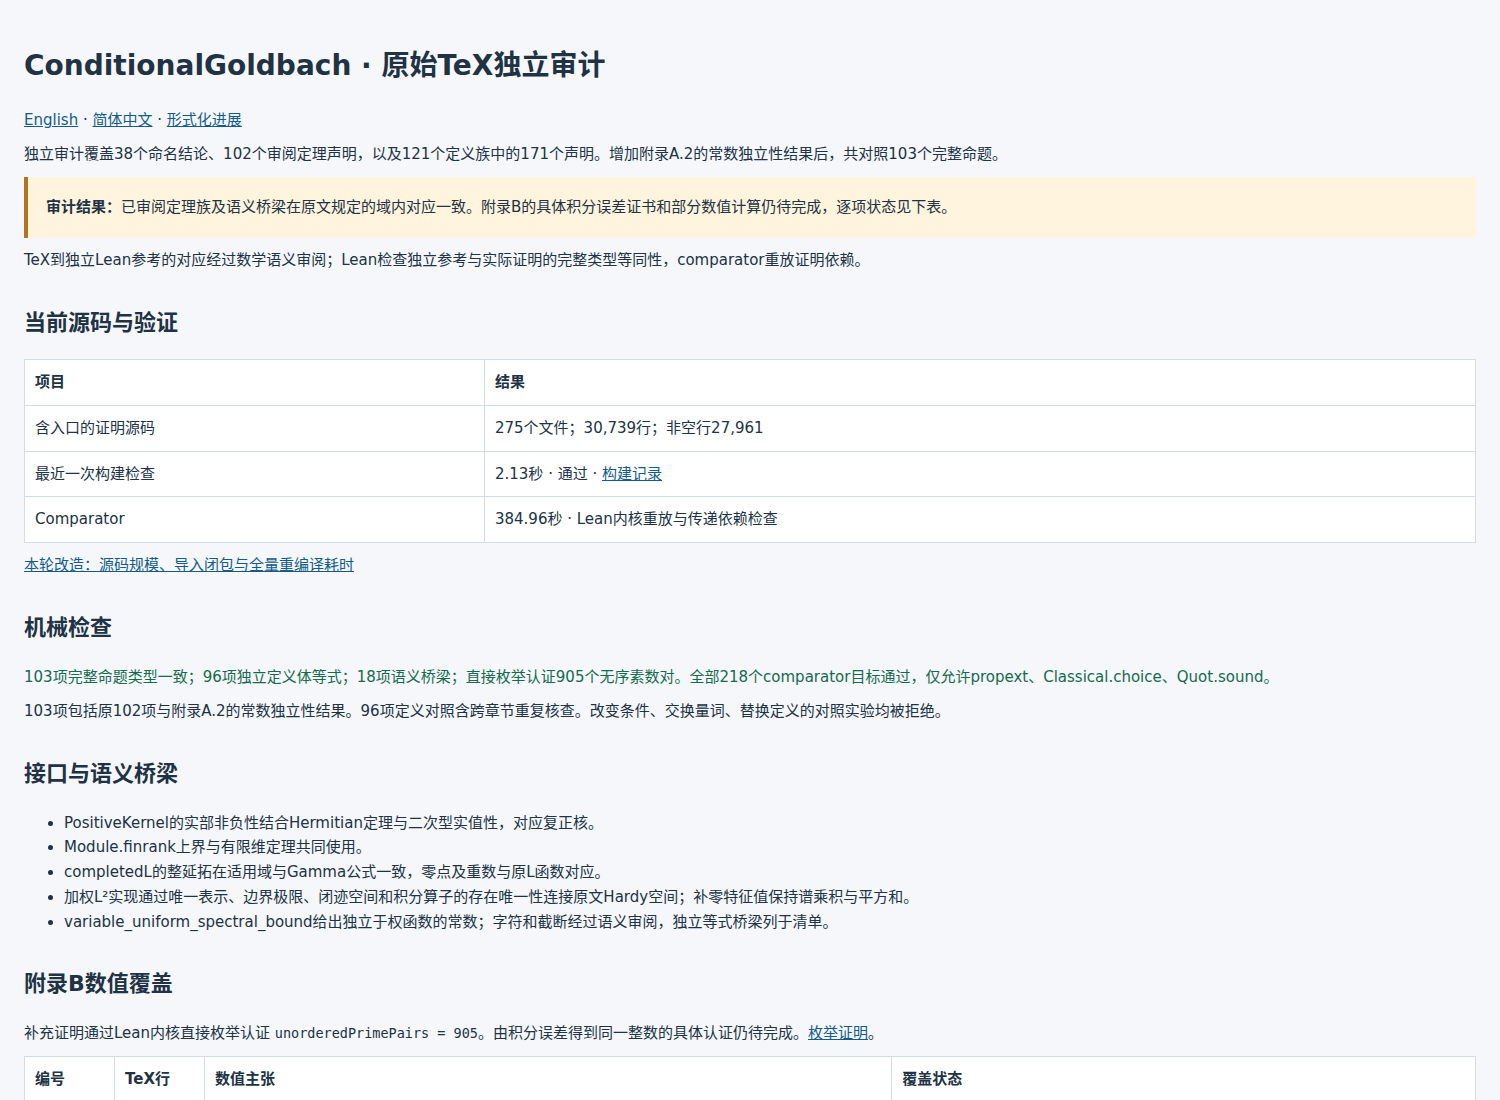 ConditionalGoldbach · 原始TeX独立审计
English · 简体中文 · 形式化进展
独立审计覆盖38个命名结论、102个审阅定理声明，以及121个定义族中的171个声明。增加附录A.2的常数独立性结果后，共对照103个完整命题。
审计结果：已审阅定理族及语义桥梁在原文规定的域内对应一致。附录B的具体积分误差证书和部分数值计算仍待完成，逐项状态见下表。
TeX到独立Lean参考的对应经过数学语义审阅；Lean检查独立参考与实际证明的完整类型等同性，comparator重放证明依赖。
当前源码与验证
项目 结果
含入口的证明源码 275个文件；30,739行；非空行27,961
最近一次构建检查 2.13秒 · 通过 · 构建记录
Comparator 384.96秒 · Lean内核重放与传递依赖检查
本轮改造：源码规模、导入闭包与全量重编译耗时
机械检查
103项完整命题类型一致；96项独立定义体等式；18项语义桥梁；直接枚举认证905个无序素数对。全部218个comparator目标通过，仅允许propext、Classical.choice、Quot.sound。
103项包括原102项与附录A.2的常数独立性结果。96项定义对照含跨章节重复核查。改变条件、交换量词、替换定义的对照实验均被拒绝。
接口与语义桥梁
• PositiveKernel的实部非负性结合Hermitian定理与二次型实值性，对应复正核。
• Module.finrank上界与有限维定理共同使用。
• completedL的整延拓在适用域与Gamma公式一致，零点及重数与原L函数对应。
• 加权L²实现通过唯一表示、边界极限、闭迹空间和积分算子的存在唯一性连接原文Hardy空间；补零特征值保持谱乘积与平方和。
• variable_uniform_spectral_bound给出独立于权函数的常数；字符和截断经过语义审阅，独立等式桥梁列于清单。
附录B数值覆盖
补充证明通过Lean内核直接枚举认证 unorderedPrimePairs = 905。由积分误差得到同一整数的具体认证仍待完成。枚举证明。
编号 TeX行 数值主张 覆盖状态